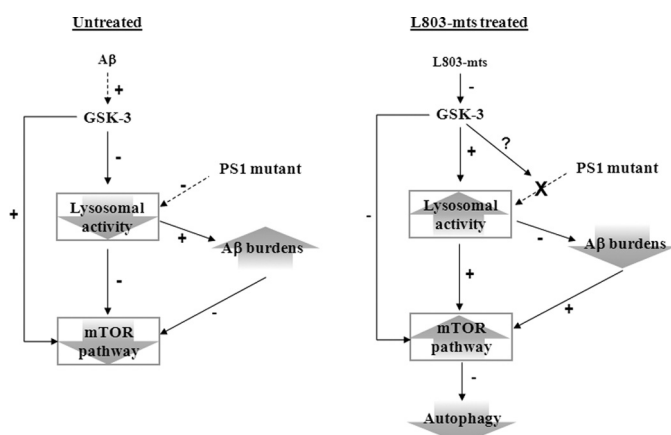 Untreated
Aβ
+
GSK-3
-
-
PS1 mutant
+
Lysosomal
activity
+
Aβ burdens
-
-
mTOR
pathway
L803-mts treated
L803-mts
-
GSK-3
?
+
X
PS1 mutant
-
Lysosomal
activity
-
Aβ burdens
+
+
mTOR
pathway
-
Autophagy